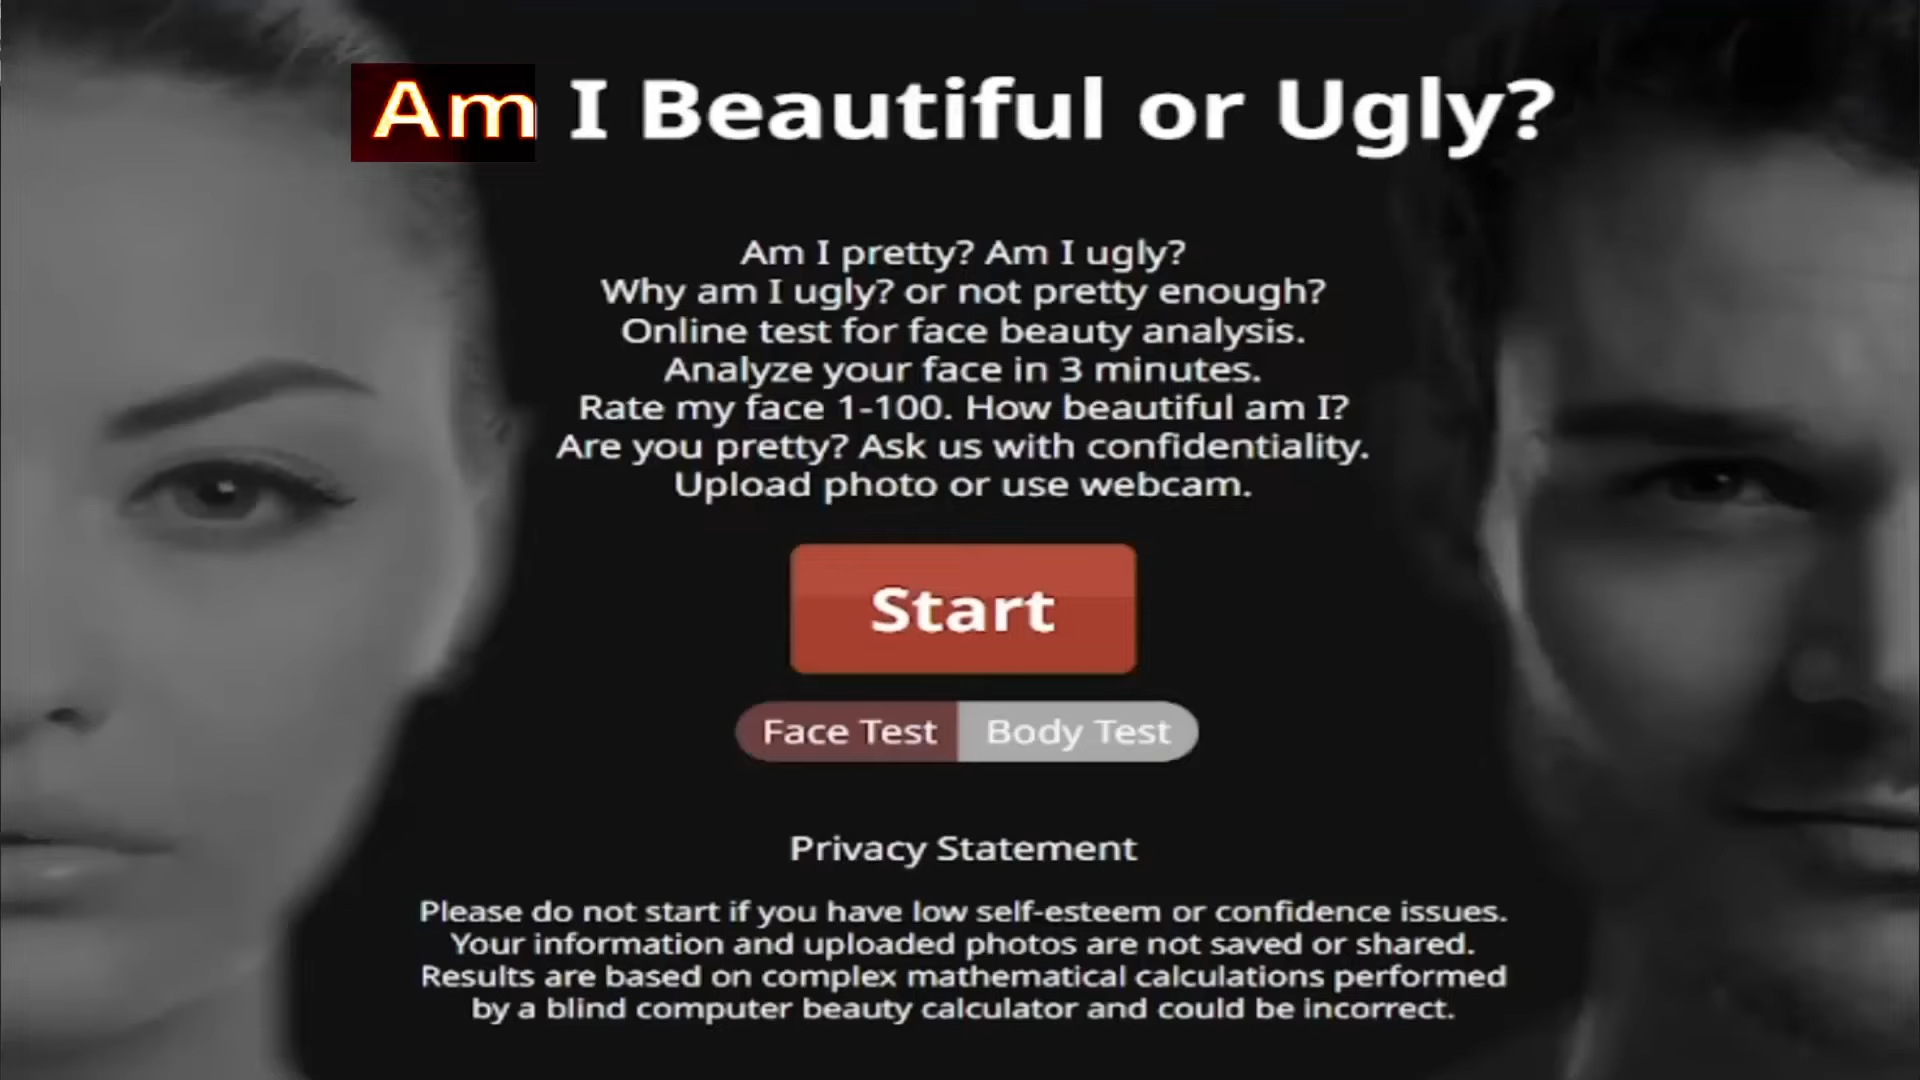 Am I Beautiful or Ugly?
Am I pretty? Am I ugly?
Why am I ugly? or not pretty enough?
Online test for face beauty analysis.
Analyze your face in 3 minutes.
Rate my face 1-100. How beautiful am I?
Are you pretty? Ask us with confidentiality.
Upload photo or use webcam.
Start
Face Test Body Test
Privacy Statement
Please do not start if you have low self-esteem or confidence issues.
Your information and uploaded photos are not saved or shared.
Results are based on complex mathematical calculations performed
by a blind computer beauty calculator and could be incorrect.